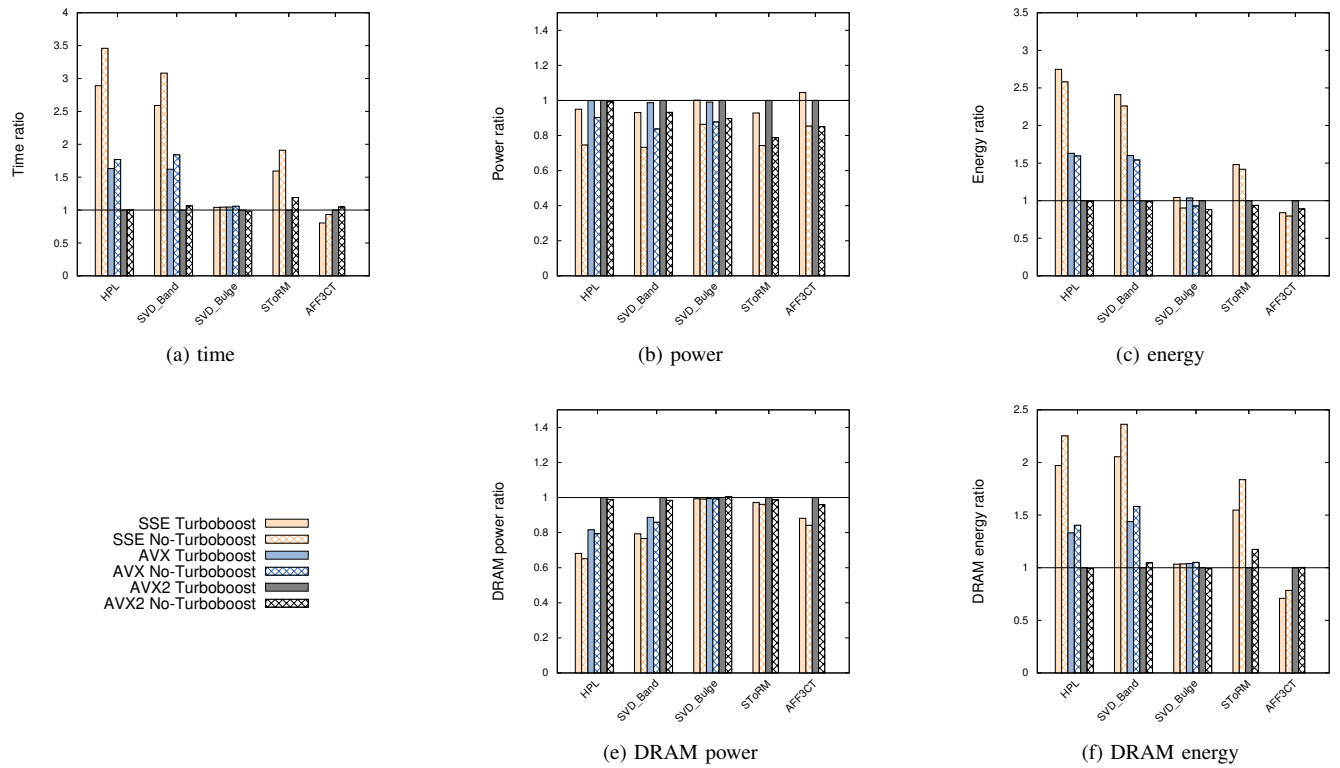 Time ratio
4
3.5
3
2.5
2
1.5
1
0.5
0
HPL
SVD_Band
SVD_Bulge
SToRM
AFF3CT
(a) time
Power ratio
1.4
1.2
1
0.8
0.6
0.4
0.2
0
HPL
SVD_Band
SVD_Bulge
SToRM
AFF3CT
(b) power
Energy ratio
3.5
3
2.5
2
1.5
1
0.5
0
HPL
SVD_Band
SVD_Bulge
SToRM
AFF3CT
(c) energy
SSE Turboboost
SSE No-Turboboost
AVX Turboboost
AVX No-Turboboost
AVX2 Turboboost
AVX2 No-Turboboost
DRAM power ratio
1.4
1.2
1
0.8
0.6
0.4
0.2
0
HPL
SVD_Band
SVD_Bulge
SToRM
AFF3CT
(e) DRAM power
DRAM energy ratio
2.5
2
1.5
1
0.5
0
HPL
SVD_Band
SVD_Bulge
SToRM
AFF3CT
(f) DRAM energy